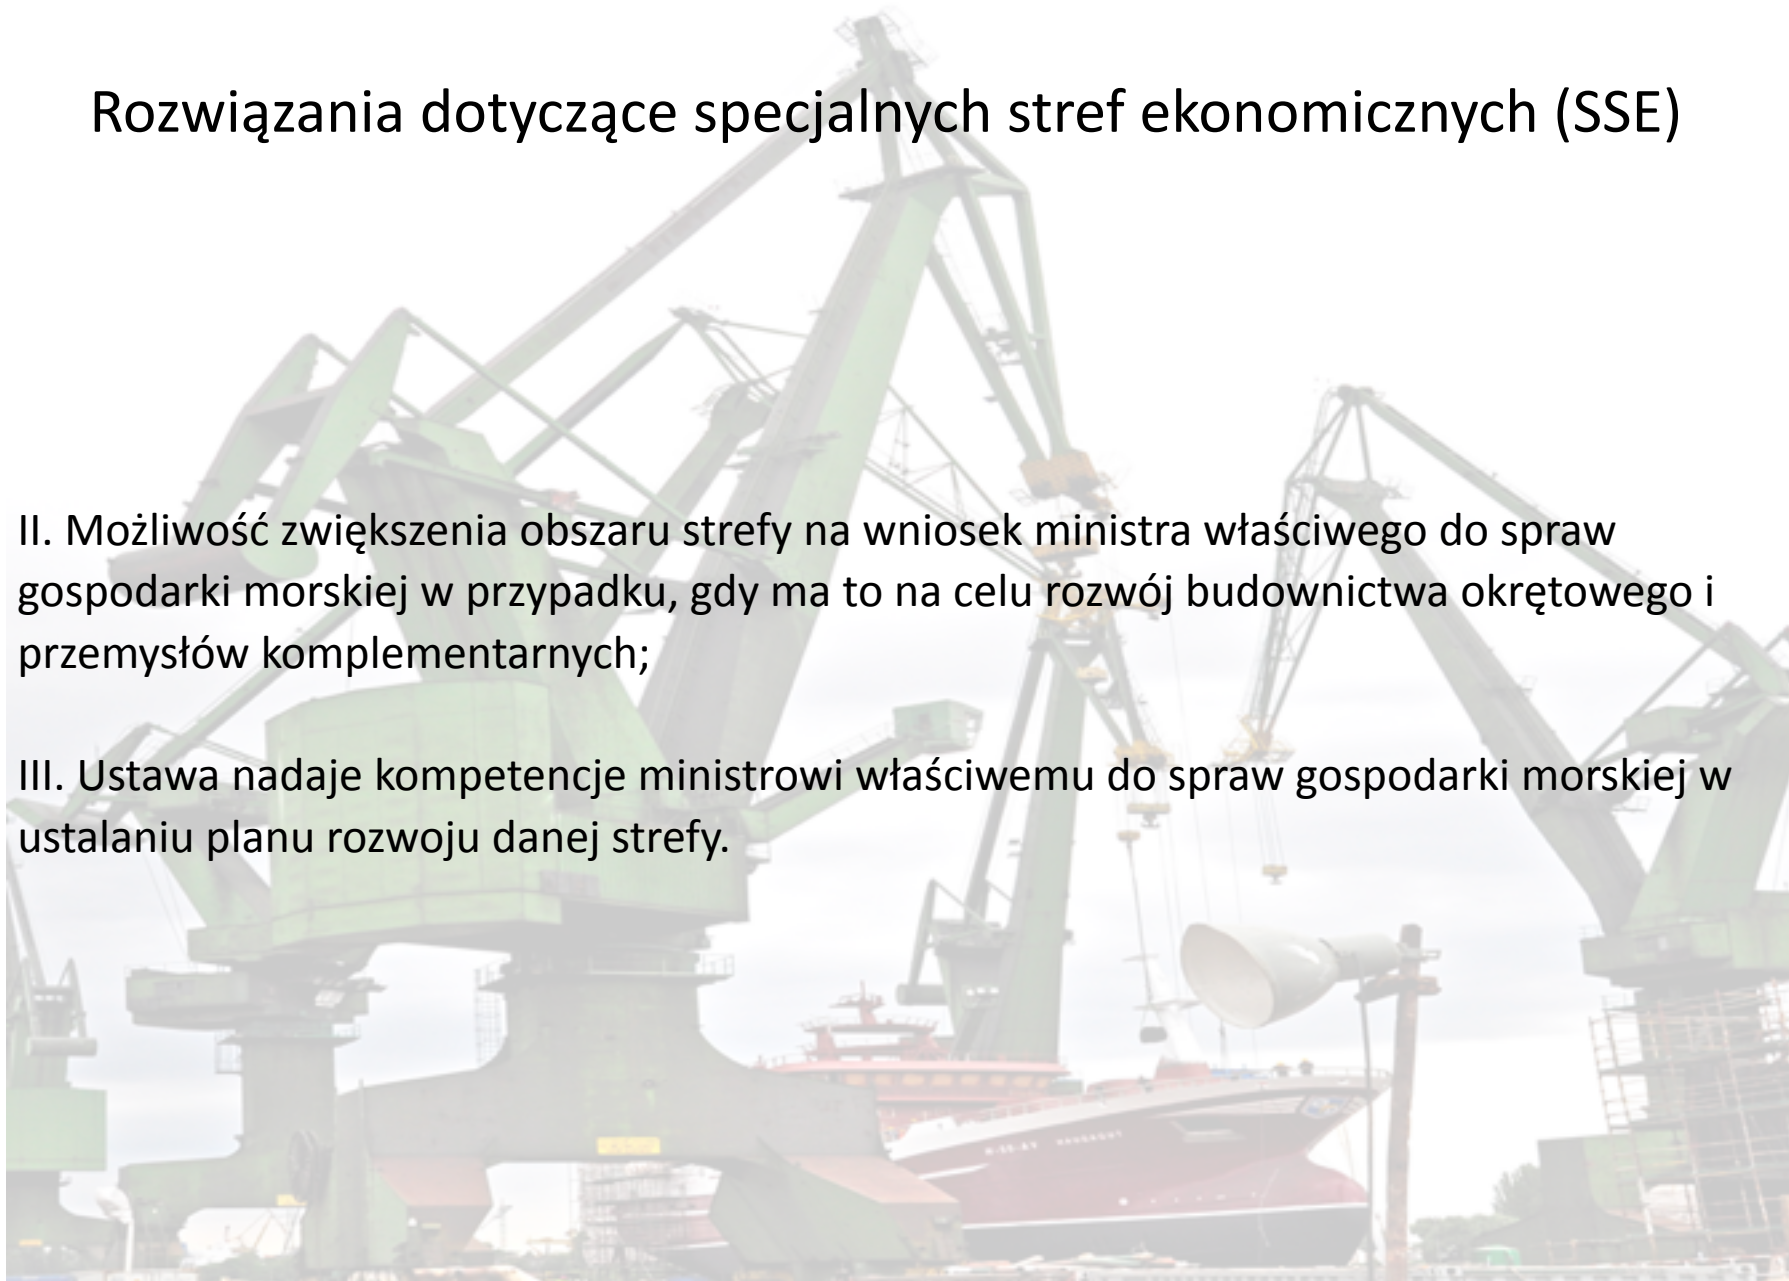 Rozwiązania dotyczące specjalnych stref ekonomicznych (SSE)
II. Możliwość zwiększenia obszaru strefy na wniosek ministra właściwego do spraw
gospodarki morskiej w przypadku, gdy ma to na celu rozwój budownictwa okrętowego i
przemysłów komplementarnych;
III. Ustawa nadaje kompetencje ministrowi właściwemu do spraw gospodarki morskiej w
ustalaniu planu rozwoju danej strefy.